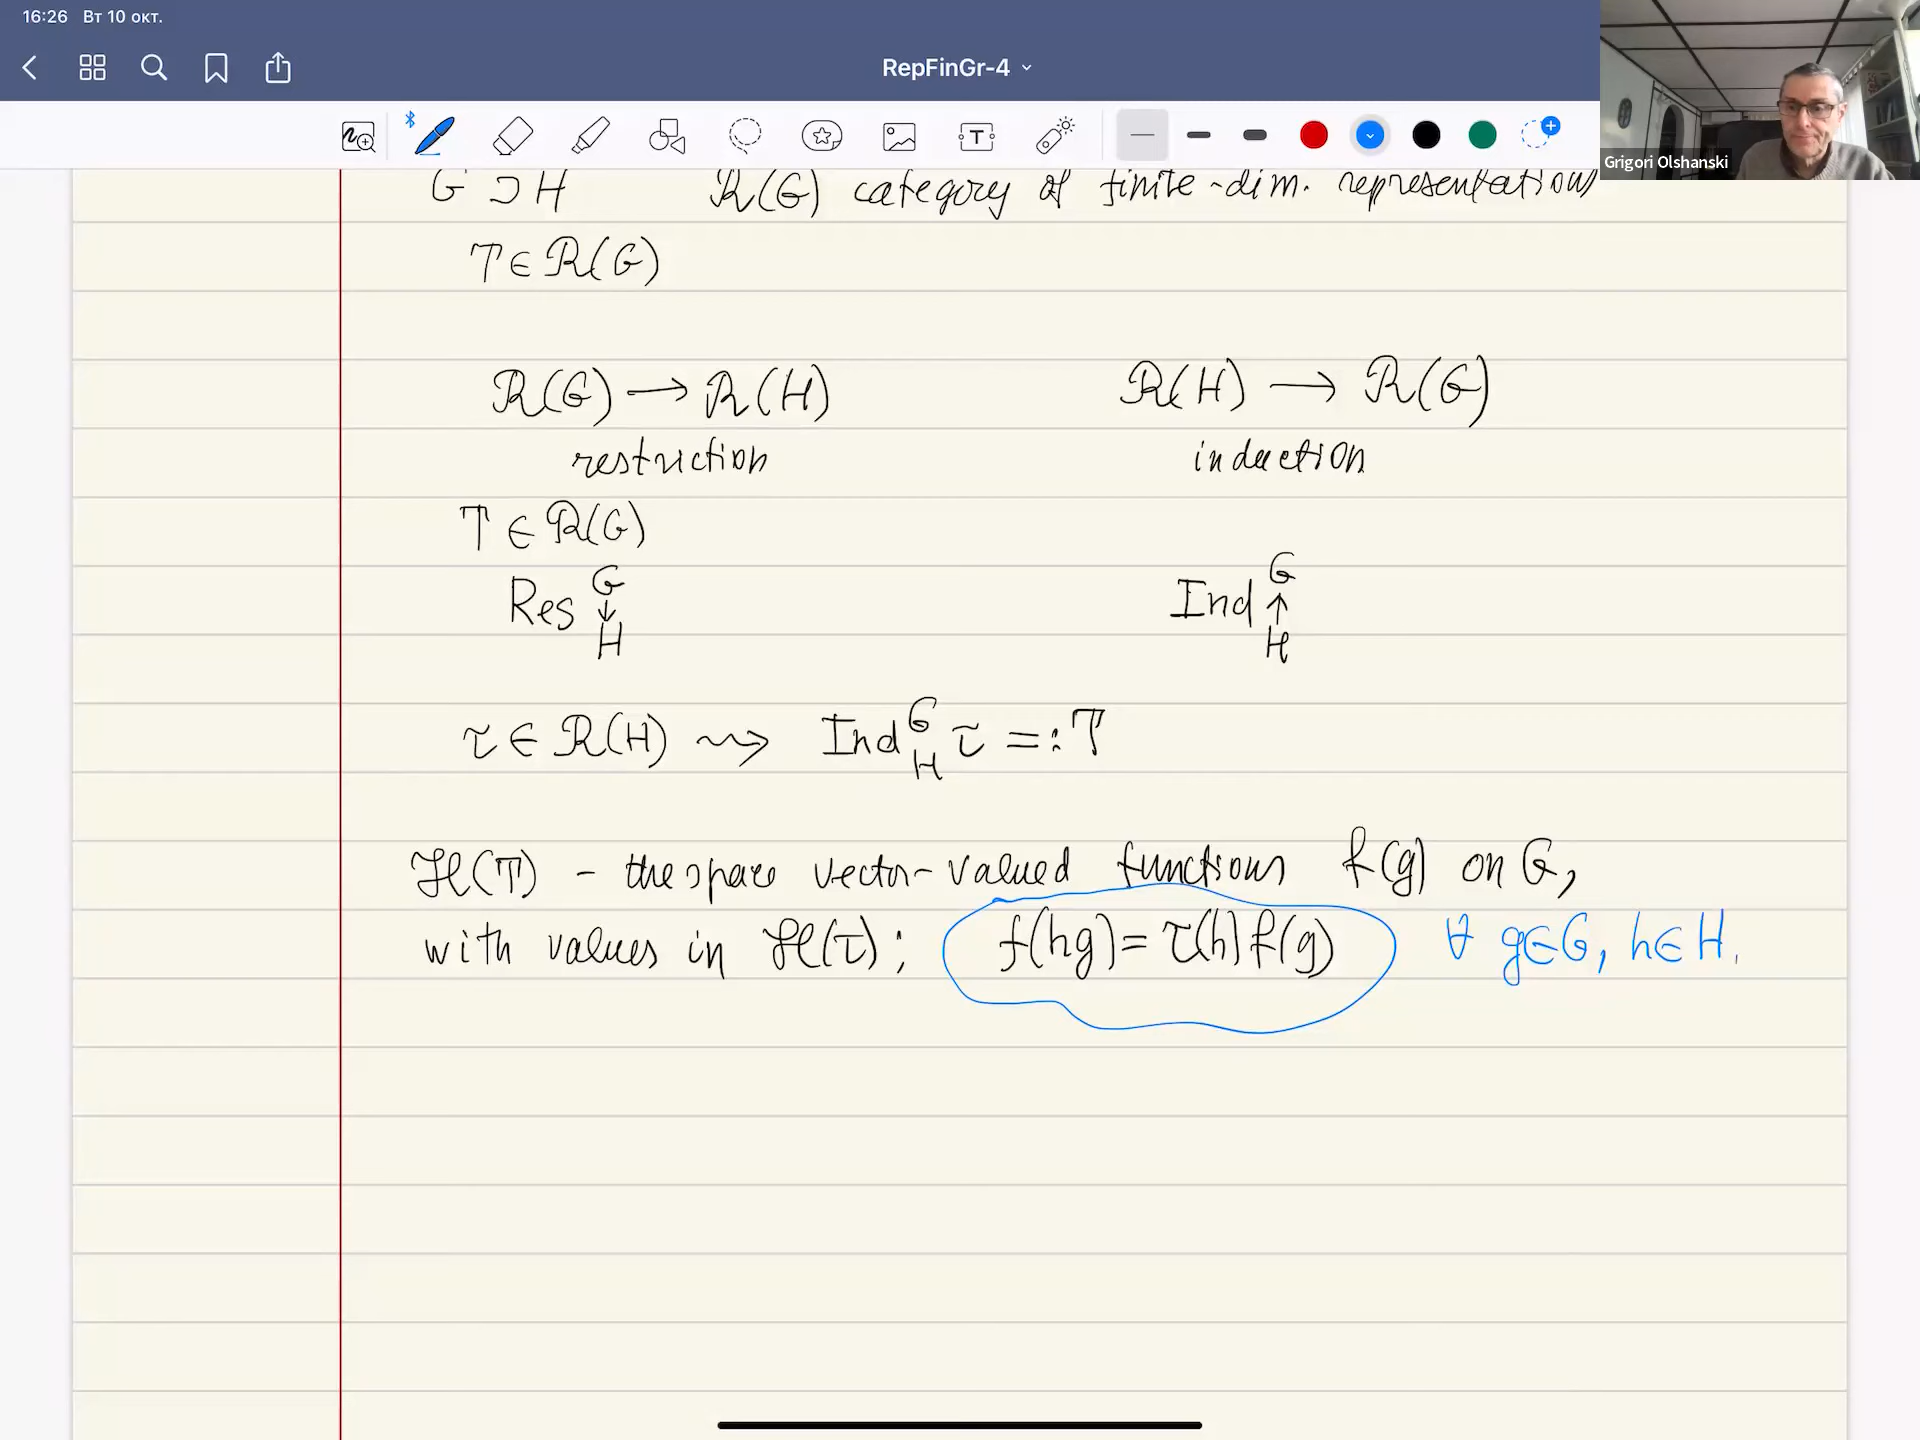 16:26 Вт 10 окт.
RepFinGr-4
Grigori Olshanski
G ⊃ H R(G) category of finite-dim. representations
T ∈ R(G)
R(G) → R(H) R(H) → R(G)
restriction induction
T ∈ R(G)
Res G ↓ H Ind G ↑ H
τ ∈ R(H) ⇝ Ind G H τ =: T
H(T) - the space vector-valued functions f(g) on G,
with values in H(τ); f(hg) = τ(h) f(g) ∀ g∈G, h∈H.